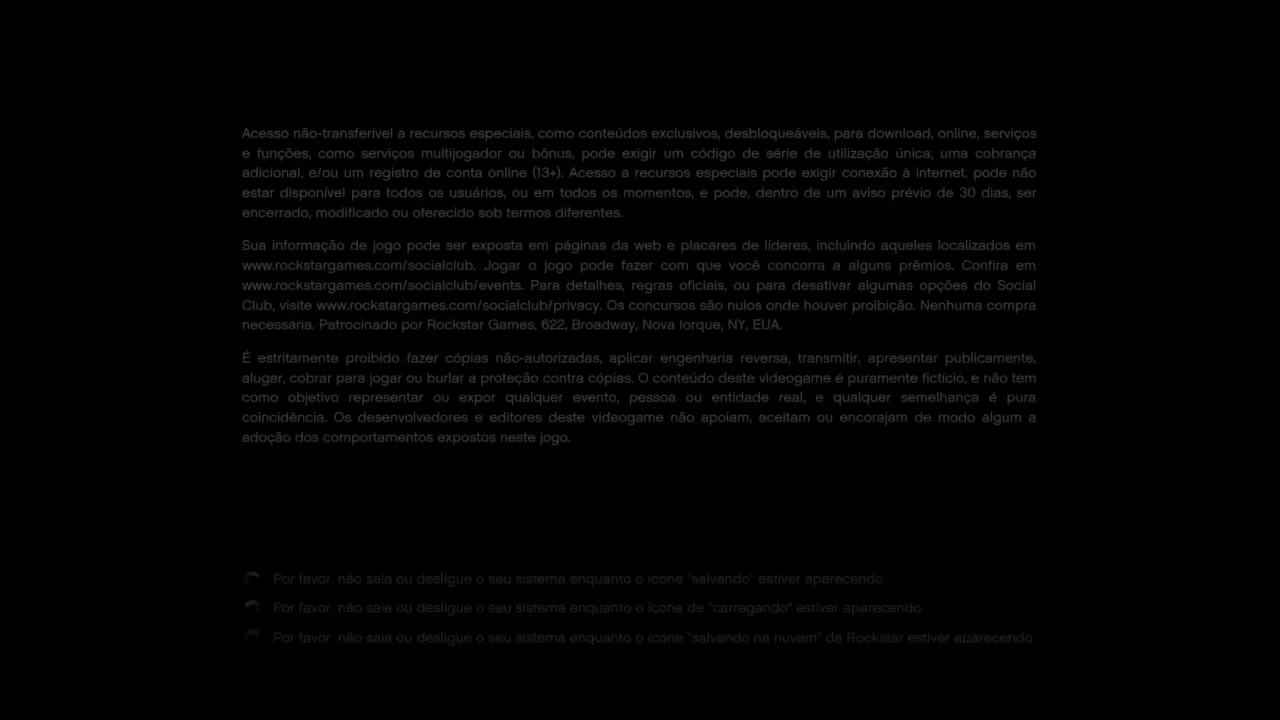 Acesso não-transferível a recursos especiais, como conteúdos exclusivos, desbloqueáveis, para download, online, serviços
e funções, como serviços multijogador ou bônus, pode exigir um código de série de utilização única, uma cobrança
adicional, e/ou um registro de conta online (13+). Acesso a recursos especiais pode exigir conexão à internet, pode não
estar disponível para todos os usuários, ou em todos os momentos, e pode, dentro de um aviso prévio de 30 dias, ser
encerrado, modificado ou oferecido sob termos diferentes.
Sua informação de jogo pode ser exposta em páginas da web e placares de líderes, incluindo aqueles localizados em
www.rockstargames.com/socialclub. Jogar o jogo pode fazer com que você concorra a alguns prêmios. Confira em
www.rockstargames.com/socialclub/events. Para detalhes, regras oficiais, ou para desativar algumas opções do Social
Club, visite www.rockstargames.com/socialclub/privacy. Os concursos são nulos onde houver proibição. Nenhuma compra
necessária. Patrocinado por Rockstar Games, 622, Broadway, Nova Iorque, NY, EUA.
É estritamente proibido fazer cópias não-autorizadas, aplicar engenharia reversa, transmitir, apresentar publicamente,
alugar, cobrar para jogar ou burlar a proteção contra cópias. O conteúdo deste videogame é puramente fictício, e não tem
como objetivo representar ou expor qualquer evento, pessoa ou entidade real, e qualquer semelhança é pura
coincidência. Os desenvolvedores e editores deste videogame não apoiam, aceitam ou encorajam de modo algum a
adoção dos comportamentos expostos neste jogo.
Por favor, não saia ou desligue o seu sistema enquanto o ícone "salvando" estiver aparecendo.
Por favor, não saia ou desligue o seu sistema enquanto o ícone de "carregando" estiver aparecendo
Por favor, não saia ou desligue o seu sistema enquanto o ícone "salvando na nuvem" da Rockstar estiver aparecendo.